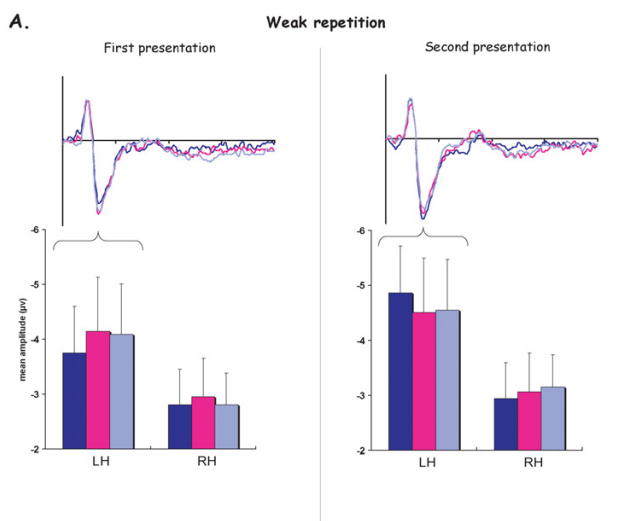 A.
Weak repetition
First presentation
Second presentation
-6
-5
-4
-3
-2
mean amplitude (µv)
LH
RH
-6
-5
-4
-3
-2
LH
RH